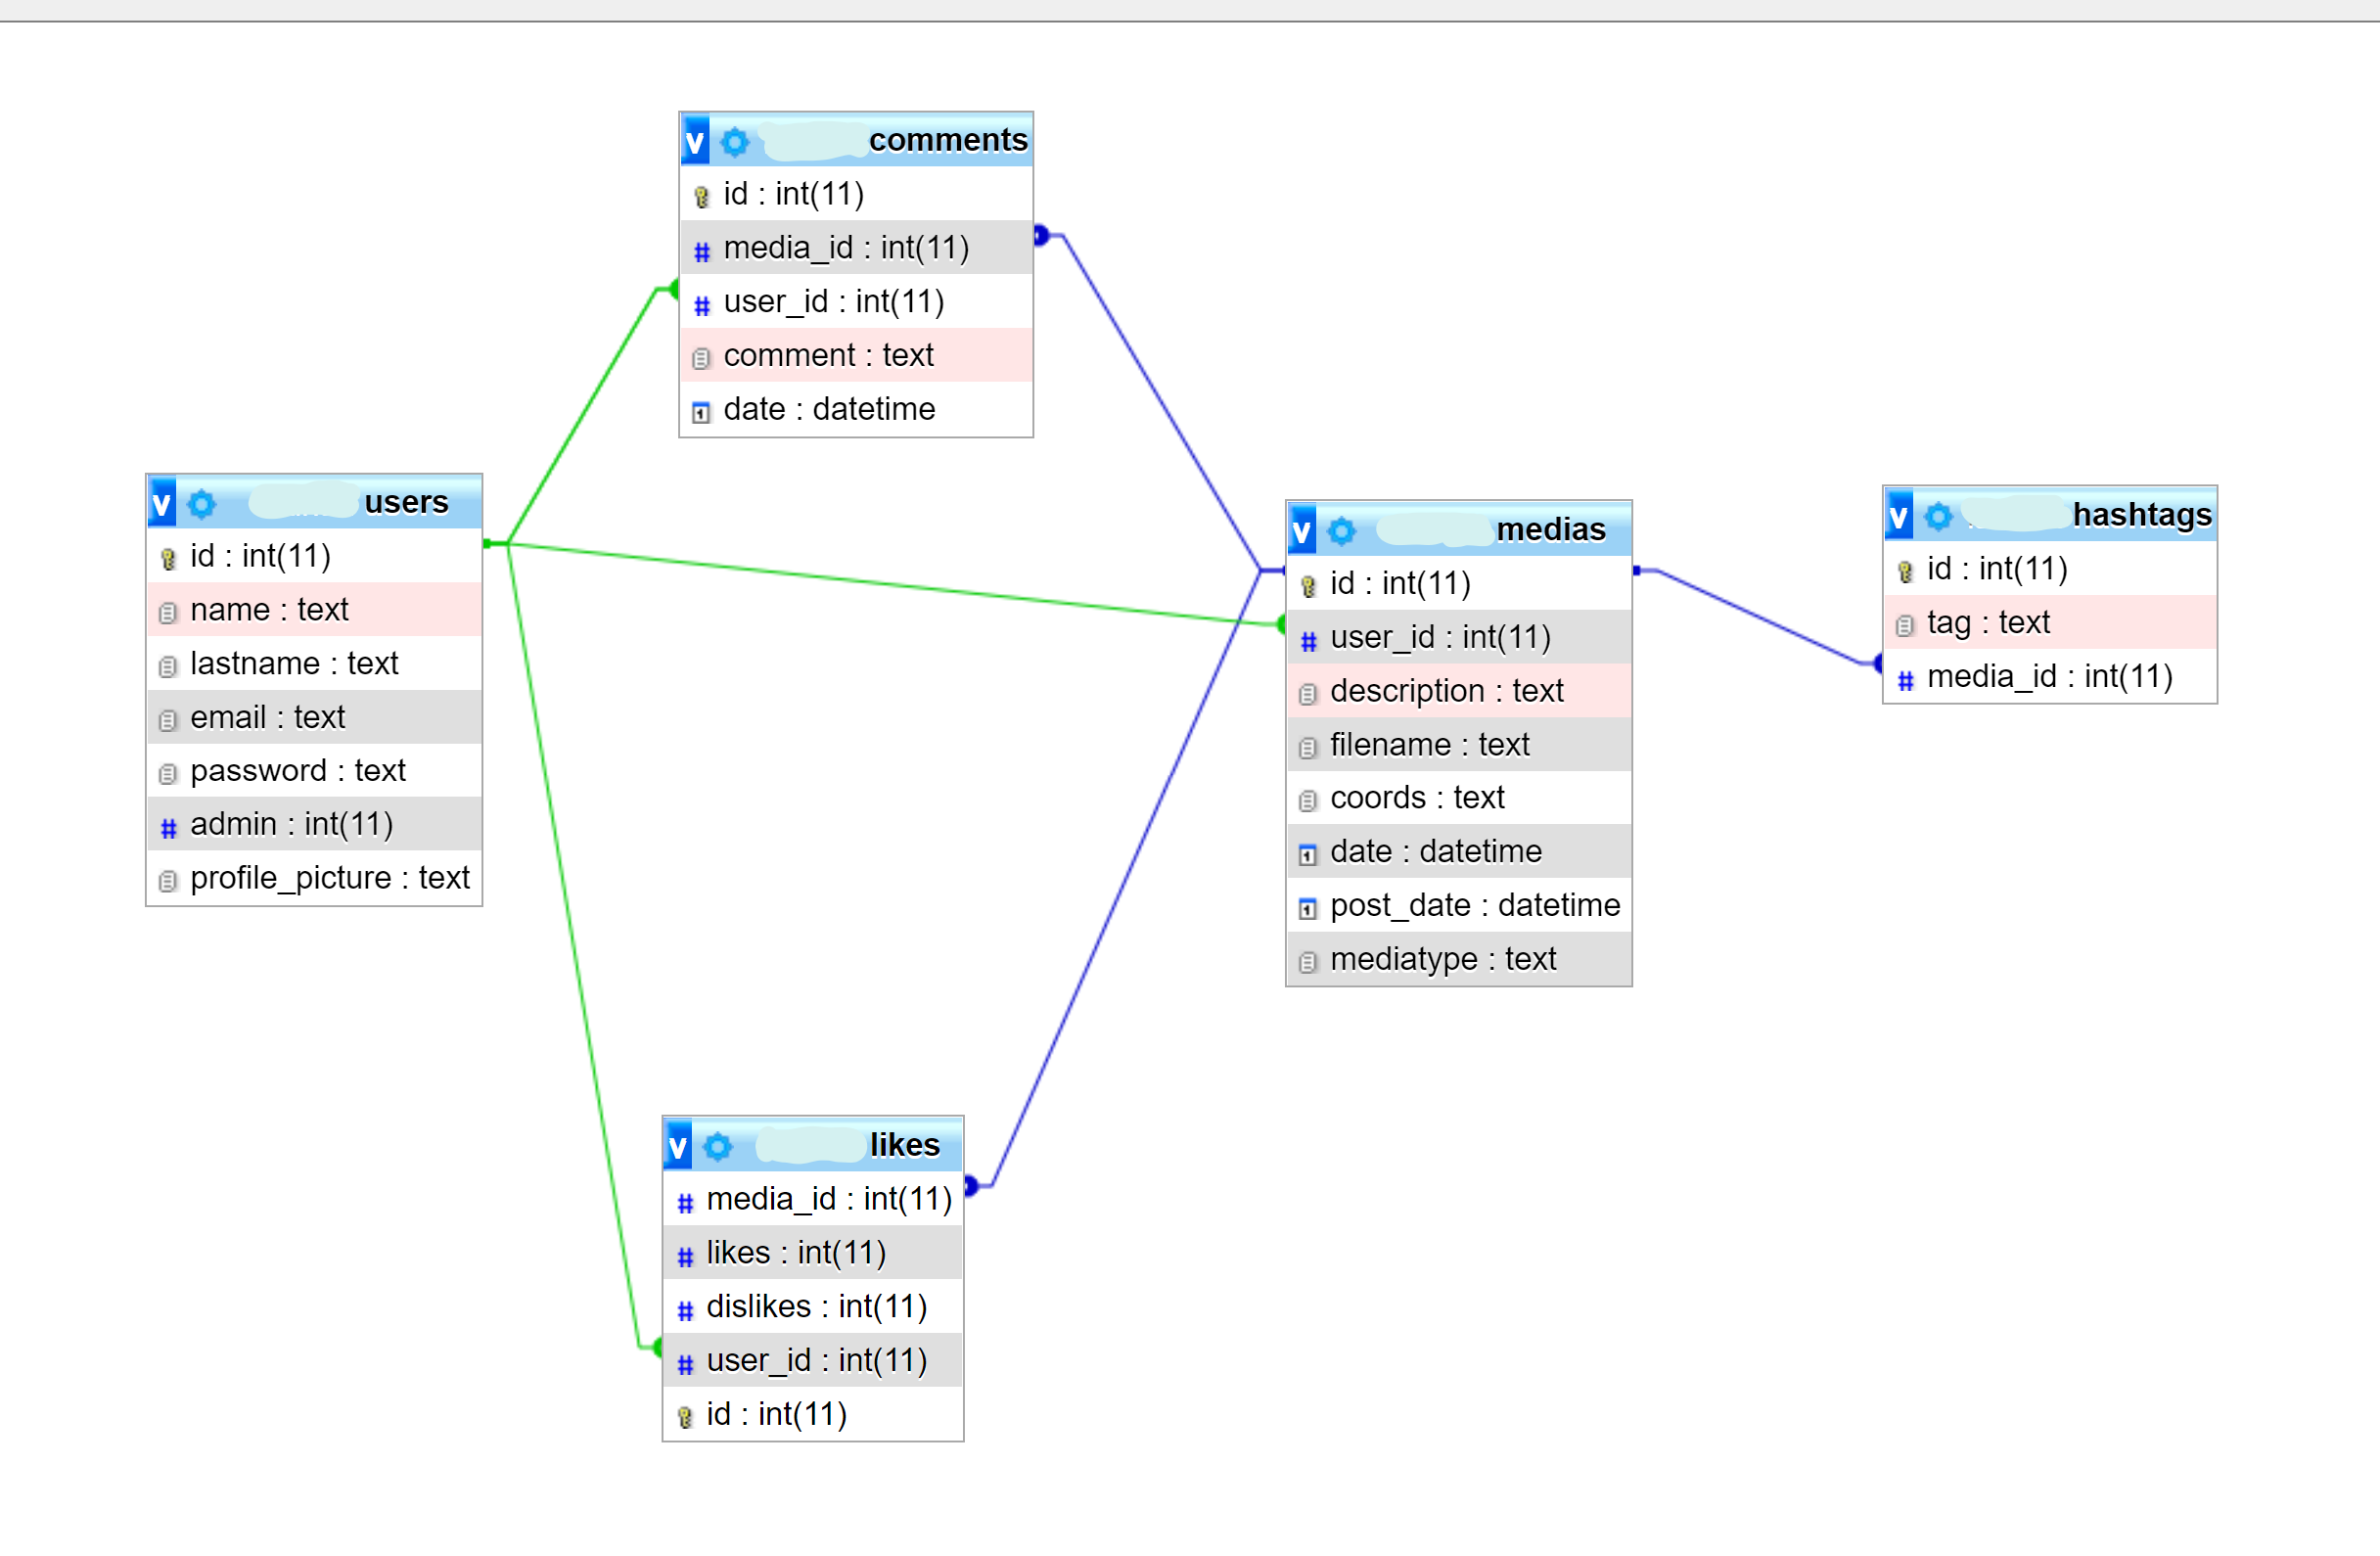 comments
id : int(11)
media_id : int(11)
user_id : int(11)
comment : text
date : datetime
users
id : int(11)
name : text
lastname : text
email : text
password : text
admin : int(11)
profile_picture : text
medias
id : int(11)
user_id : int(11)
description : text
filename : text
coords : text
date : datetime
post_date : datetime
mediatype : text
hashtags
id : int(11)
tag : text
media_id : int(11)
likes
media_id : int(11)
likes : int(11)
dislikes : int(11)
user_id : int(11)
id : int(11)